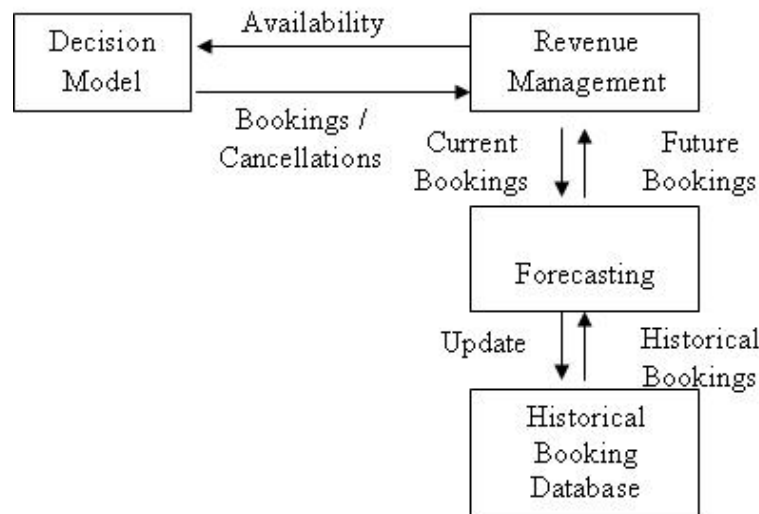 Decision
Model
Availability
Revenue
Management
Bookings /
Cancellations
Current
Bookings
Future
Bookings
Forecasting
Update
Historical
Bookings
Historical
Booking
Database